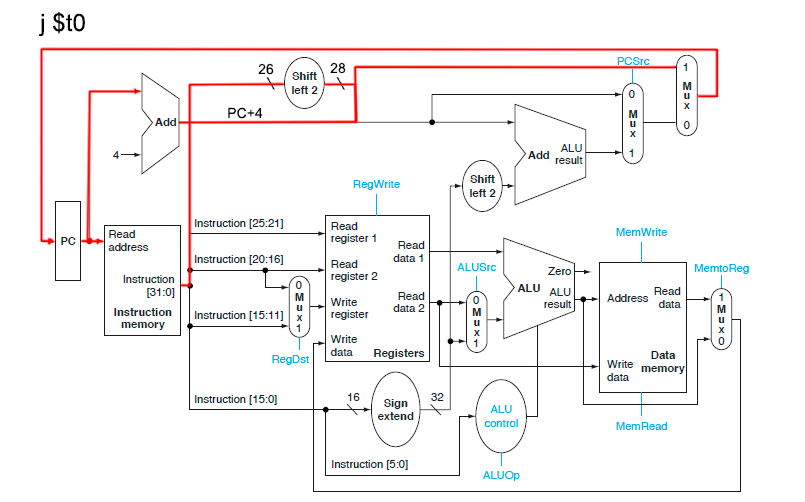 j $t0
26
Shift
left 2
28
PCSrc
1
M
u
x
0
0
M
u
x
1
Add
PC+4
4
Add
ALU
result
Shift
left 2
RegWrite
PC
Read
address
Instruction
[31:0]
Instruction
memory
Instruction [25:21]
Instruction [20:16]
Instruction [15:11]
0
M
u
x
1
RegDst
Read
register 1
Read
register 2
Write
register
Write
data
Read
data 1
Read
data 2
Registers
ALUSrc
0
M
u
x
1
ALU
Zero
ALU
result
MemWrite
Address
Read
data
Write
data
Data
memory
MemRead
MemtoReg
1
M
u
x
0
Instruction [15:0]
16
Sign
extend
32
ALU
control
ALUOp
Instruction [5:0]